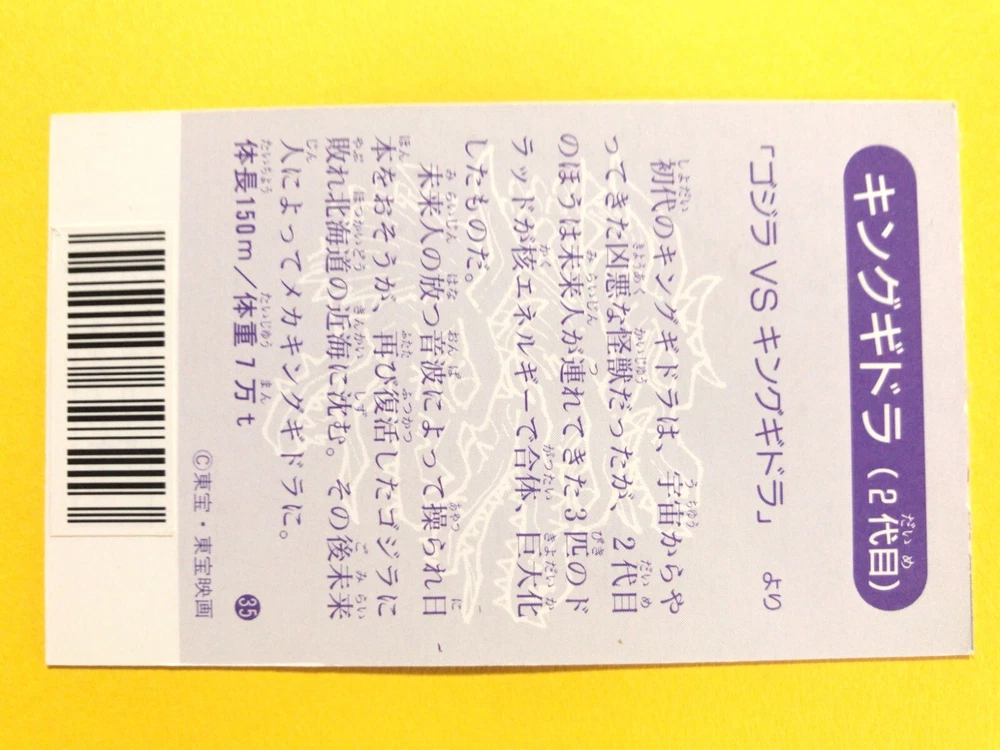 キングギドラ(2代目)
「ゴジラ VS キングギドラ」 より
初代のキングギドラは、宇宙からや
ってきた凶悪な怪獣だったが、2代目
のほうは未来人が連れてきた3匹のド
ラッドが核エネルギーで合体、巨大化
したものだ。
未来人の放つ音波によって操られ日
本をおそうが、再び復活したゴジラに
敗れ北海道の近海に沈む。その後未来
人によってメカキングギドラに。
体長150m/体重7万t
©東宝・東宝映画 35